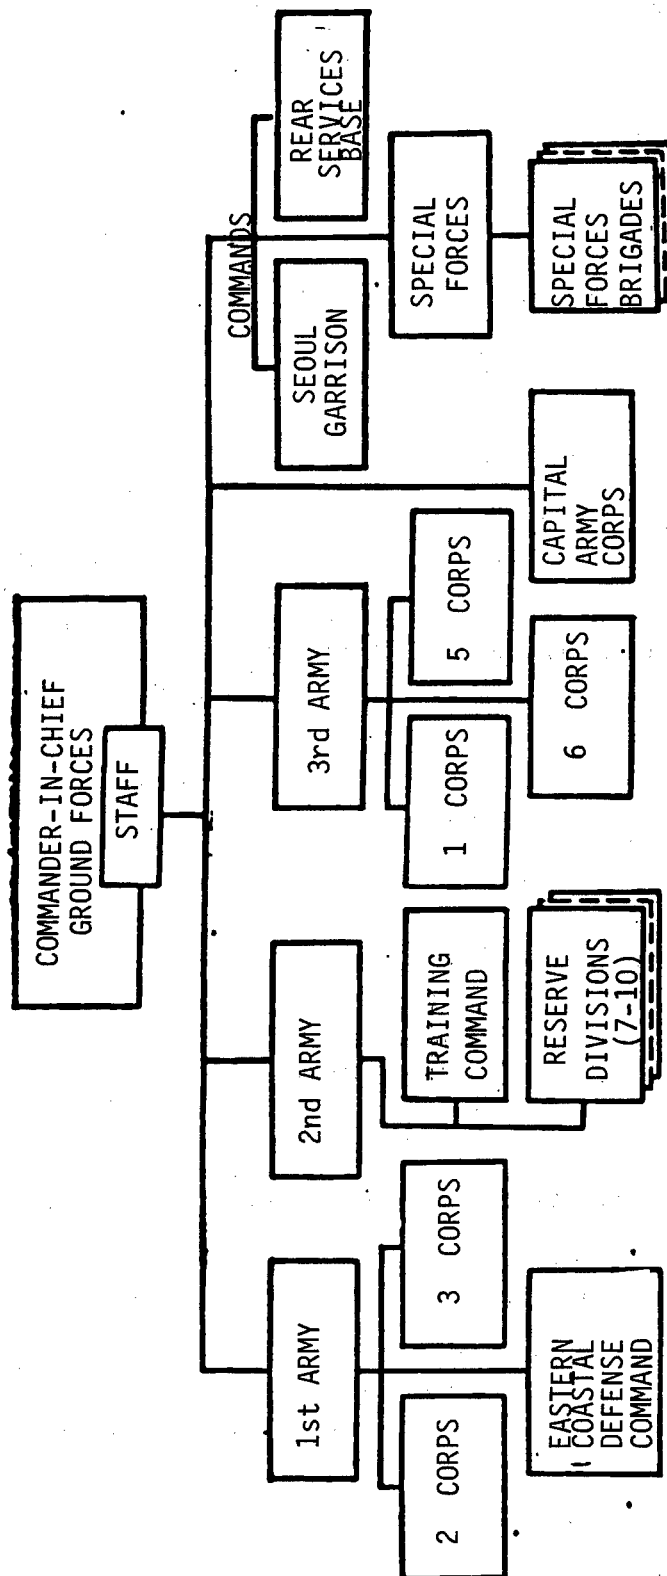 COMMANDER-IN-CHIEF
GROUND FORCES
STAFF
1st ARMY
2 CORPS
3 CORPS
EASTERN
COASTAL
DEFENSE
COMMAND
2nd ARMY
TRAINING
COMMAND
RESERVE
DIVISIONS
(7-10)
3rd ARMY
1 CORPS
5 CORPS
6 CORPS
CAPITAL
ARMY
CORPS
COMMANDS
SEOUL
GARRISON
REAR
SERVICES
BASE
SPECIAL
FORCES
SPECIAL
FORCES
BRIGADES